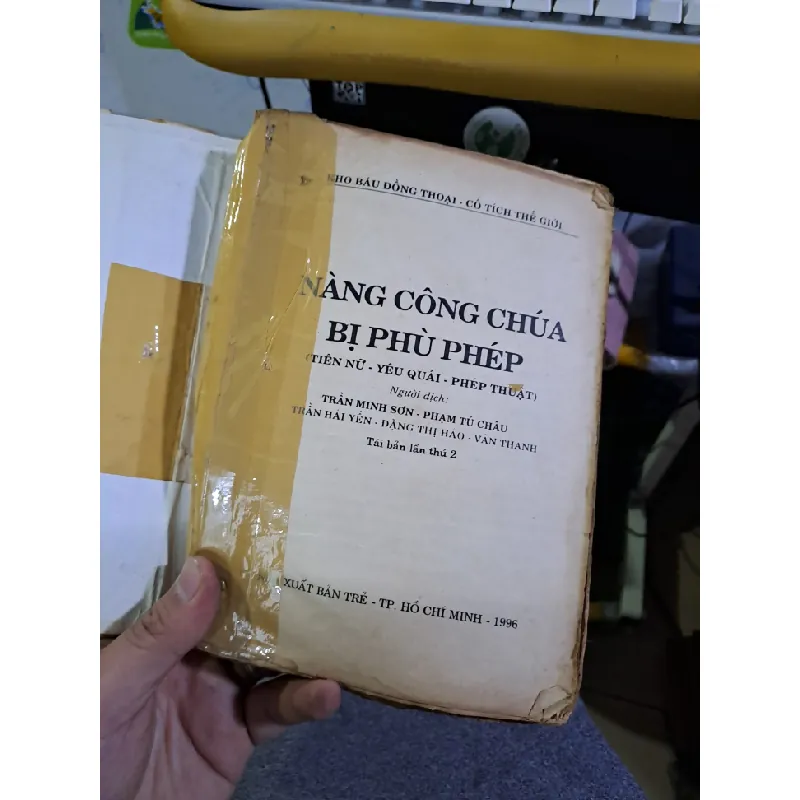 KHO BÁU ĐỒNG THOẠI - CỔ TÍCH THẾ GIỚI
NÀNG CÔNG CHÚA
BỊ PHÙ PHÉP
(TIÊN NỮ - YÊU QUÁI - PHÉP THUẬT)
Người dịch:
TRẦN MINH SƠN - PHẠM TÚ CHÂU
TRẦN HẢI YẾN - ĐẶNG THỊ HẢO - VÂN THANH
Tái bản lần thứ 2
XUẤT BẢN TRẺ - TP. HỒ CHÍ MINH - 1996